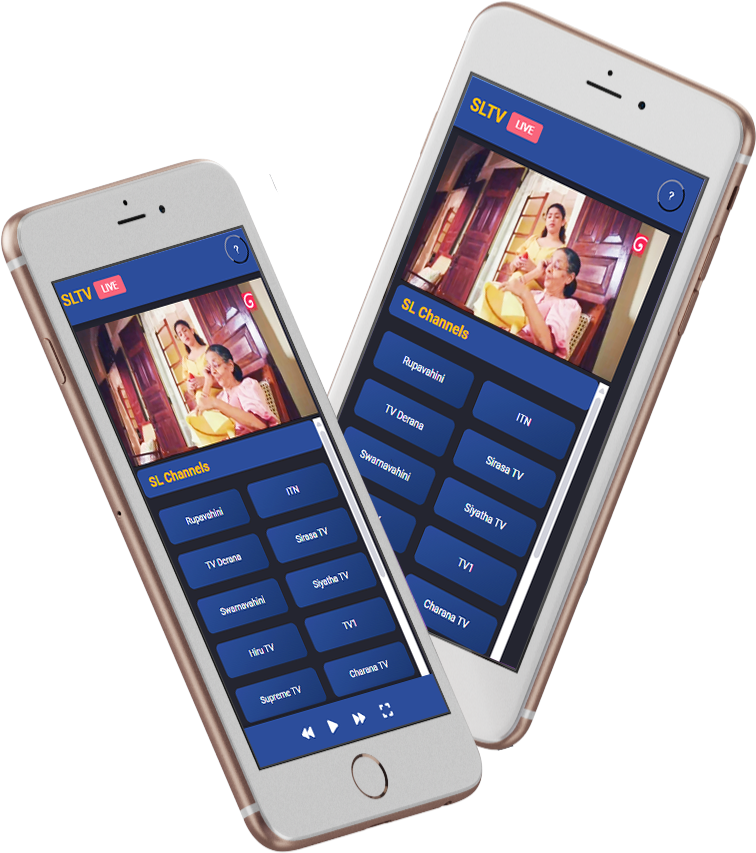 SLTV LIVE
?
SL Channels
Rupavahini
ITN
TV Derana
Sirasa TV
Swarnavahini
Siyatha TV
Hiru TV
TV1
Supreme TV
Charana TV
SLTV LIVE
?
SL Channels
Rupavahini
ITN
TV Derana
Sirasa TV
Swarnavahini
Siyatha TV
TV1
Charana TV